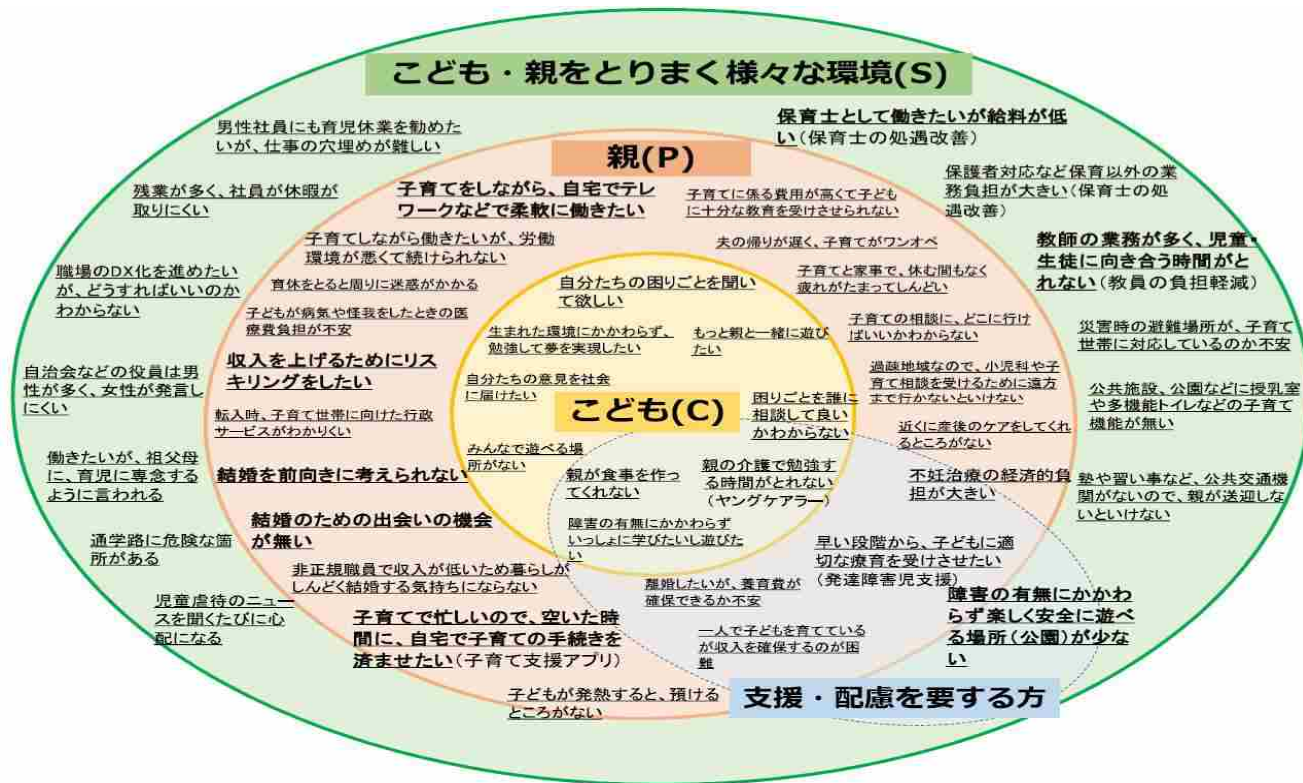 こども・親をとりまく様々な環境(S)
男性社員にも育児休業を勧めた
いが、仕事の穴埋めが難しい
保育士として働きたいが給料が低
い(保育士の処遇改善)
親(P)
残業が多く、社員が休暇が
取りにくい
子育てをしながら、自宅でテレ
ワークなどで柔軟に働きたい
子育てに係る費用が高くて子ども
に十分な教育を受けさせられない
保護者対応など保育以外の業
務負担が大きい(保育士の処
遇改善)
子育てしながら働きたいが、労働
環境が悪くて続けられない
夫の帰りが遅く、子育てがワンオペ
教師の業務が多く、児童・
生徒に向き合う時間がと
れない(教員の負担軽減)
職場のDX化を進めたい
が、どうすればいいのか
わからない
育休をとると周りに迷惑がかかる
自分たちの困りごとを聞い
て欲しい
子育てと家事で、休む間もなく
疲れがたまってしんどい
子どもが病気や怪我をしたときの医
療費負担が不安
生まれた環境にかかわらず、
勉強して夢を実現したい
もっと親と一緒に遊び
たい
子育ての相談に、どこに行け
ばいいかわからない
災害時の避難場所が、子育て
世帯に対応しているのか不安
自治会などの役員は男
性が多く、女性が発言し
にくい
収入を上げるためにリス
キリングをしたい
自分たちの意見を社会
に届けたい
過疎地域なので、小児科や子
育て相談を受けるために遠方
まで行かないといけない
公共施設、公園などに授乳室
や多機能トイレなどの子育て
機能が無い
こども(C)
困りごとを誰に
相談して良い
かわからない
転入時、子育て世帯に向けた行政
サービスがわかりくい
近くに産後のケアをしてくれ
るところがない
働きたいが、祖父母
に、育児に専念する
ように言われる
結婚を前向きに考えられない
みんなで遊べる場
所がない
親が食事を作っ
てくれない
親の介護で勉強す
る時間がとれない
(ヤングケアラー)
不妊治療の経済的負
担が大きい
塾や習い事など、公共交通機
関がないので、親が送迎しな
いといけない
結婚のための出会いの機会
が無い
障害の有無にかかわらず
いっしょに学びたいし遊びた
い
早い段階から、子どもに適
切な療育を受けさせたい
(発達障害児支援)
通学路に危険な箇
所がある
非正規職員で収入が低いため暮らしが
しんどく結婚する気持ちにならない
離婚したいが、養育費が
確保できるか不安
障害の有無にかかわ
らず楽しく安全に遊べ
る場所(公園)が少な
い
児童虐待のニュー
スを聞くたびに心
配になる
子育てで忙しいので、空いた時
間に、自宅で子育ての手続きを
済ませたい(子育て支援アプリ)
一人で子どもを育てている
が収入を確保するのが困
難
子どもが発熱すると、預ける
ところがない
支援・配慮を要する方